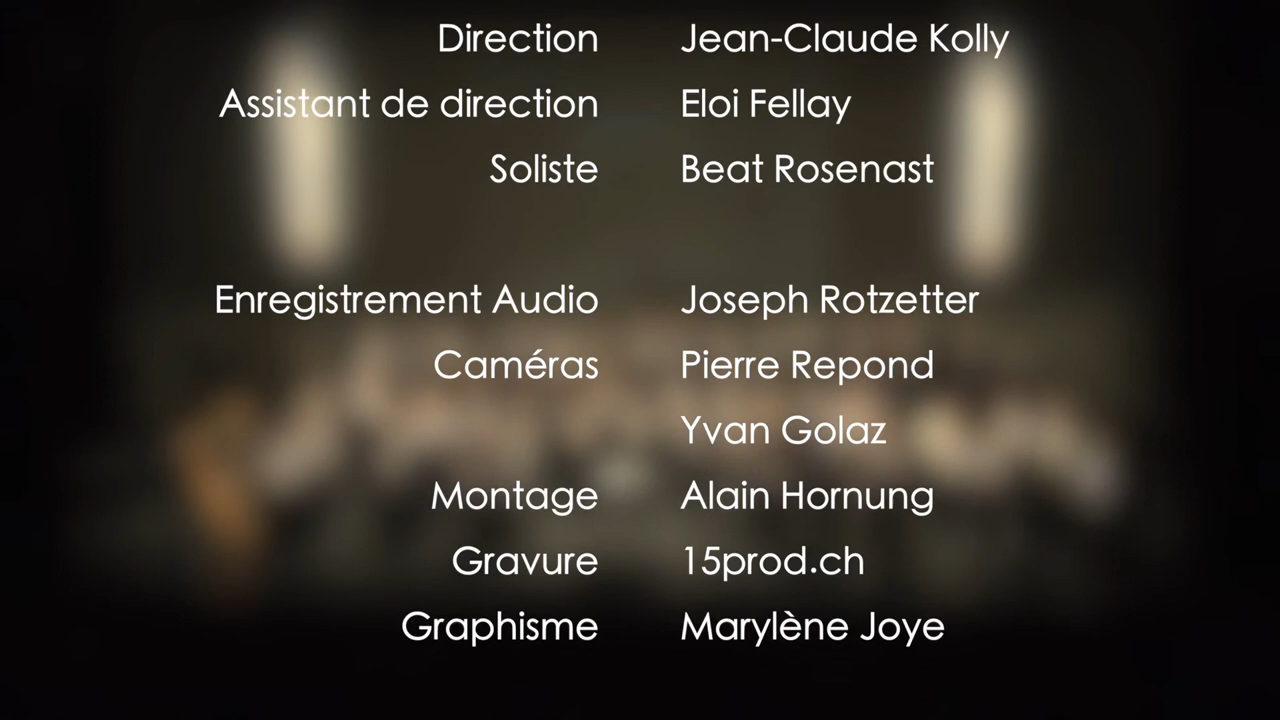 Direction Jean-Claude Kolly
Assistant de direction Eloi Fellay
Soliste Beat Rosenast
Enregistrement Audio Joseph Rotzetter
Caméras Pierre Repond
Yvan Golaz
Montage Alain Hornung
Gravure 15prod.ch
Graphisme Marylène Joye